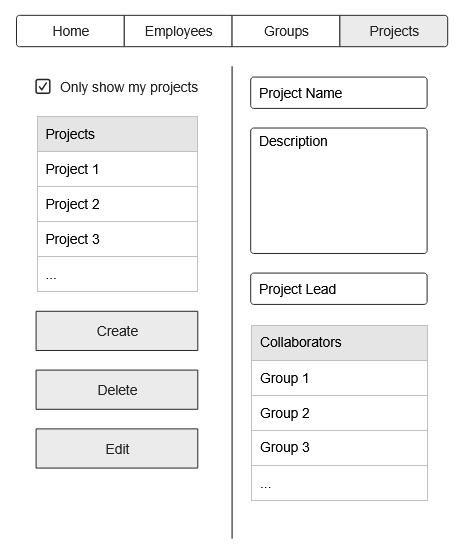 Home Employees Groups Projects
Only show my projects
Projects
Project 1
Project 2
Project 3
...
Create
Delete
Edit
Project Name
Description
Project Lead
Collaborators
Group 1
Group 2
Group 3
...